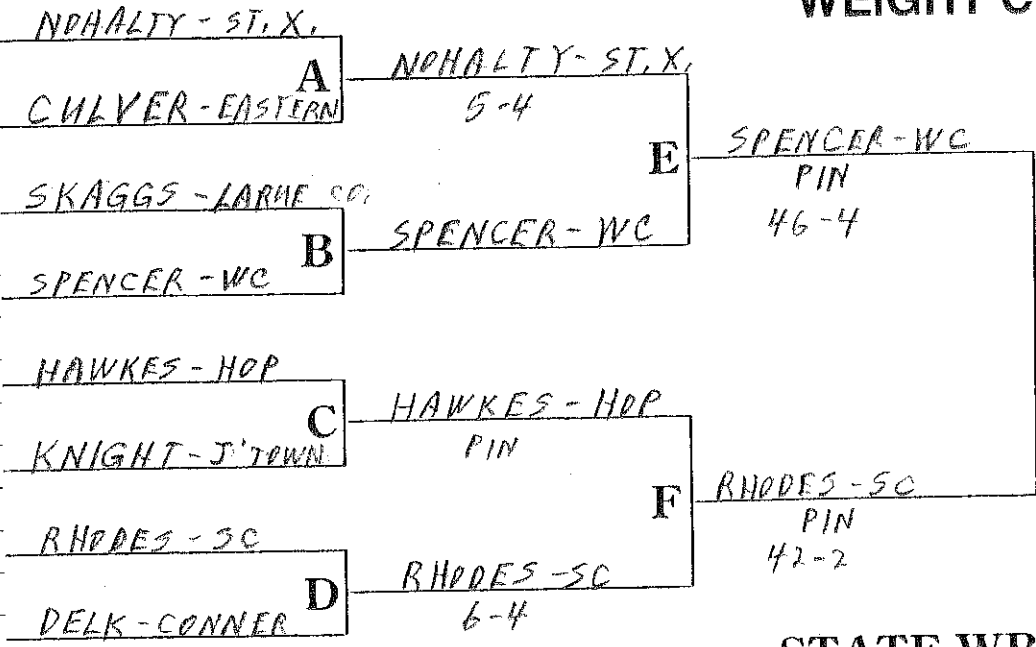 WEIGHT C
NOHALTY - ST. X.
A
NOHALTY - ST. X.
CULVER - EASTERN
5-4
E
SPENCER - WC
PIN
46-4
SKAGGS - LARUE CO.
B
SPENCER - WC
SPENCER - WC
HAWKES - HOP
C
HAWKES - HOP
KNIGHT - J'TOWN
PIN
F
RHODES - SC
PIN
42-2
RHODES - SC
D
RHODES - SC
DELK - CONNER
6-4